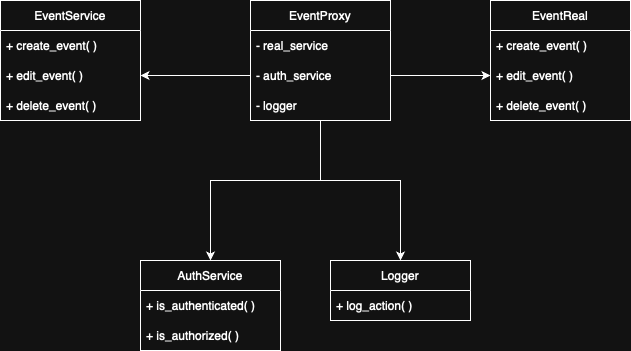 EventService
+ create_event( )
+ edit_event( )
+ delete_event( )
EventProxy
- real_service
- auth_service
- logger
EventReal
+ create_event( )
+ edit_event( )
+ delete_event( )
AuthService
+ is_authenticated( )
+ is_authorized( )
Logger
+ log_action( )